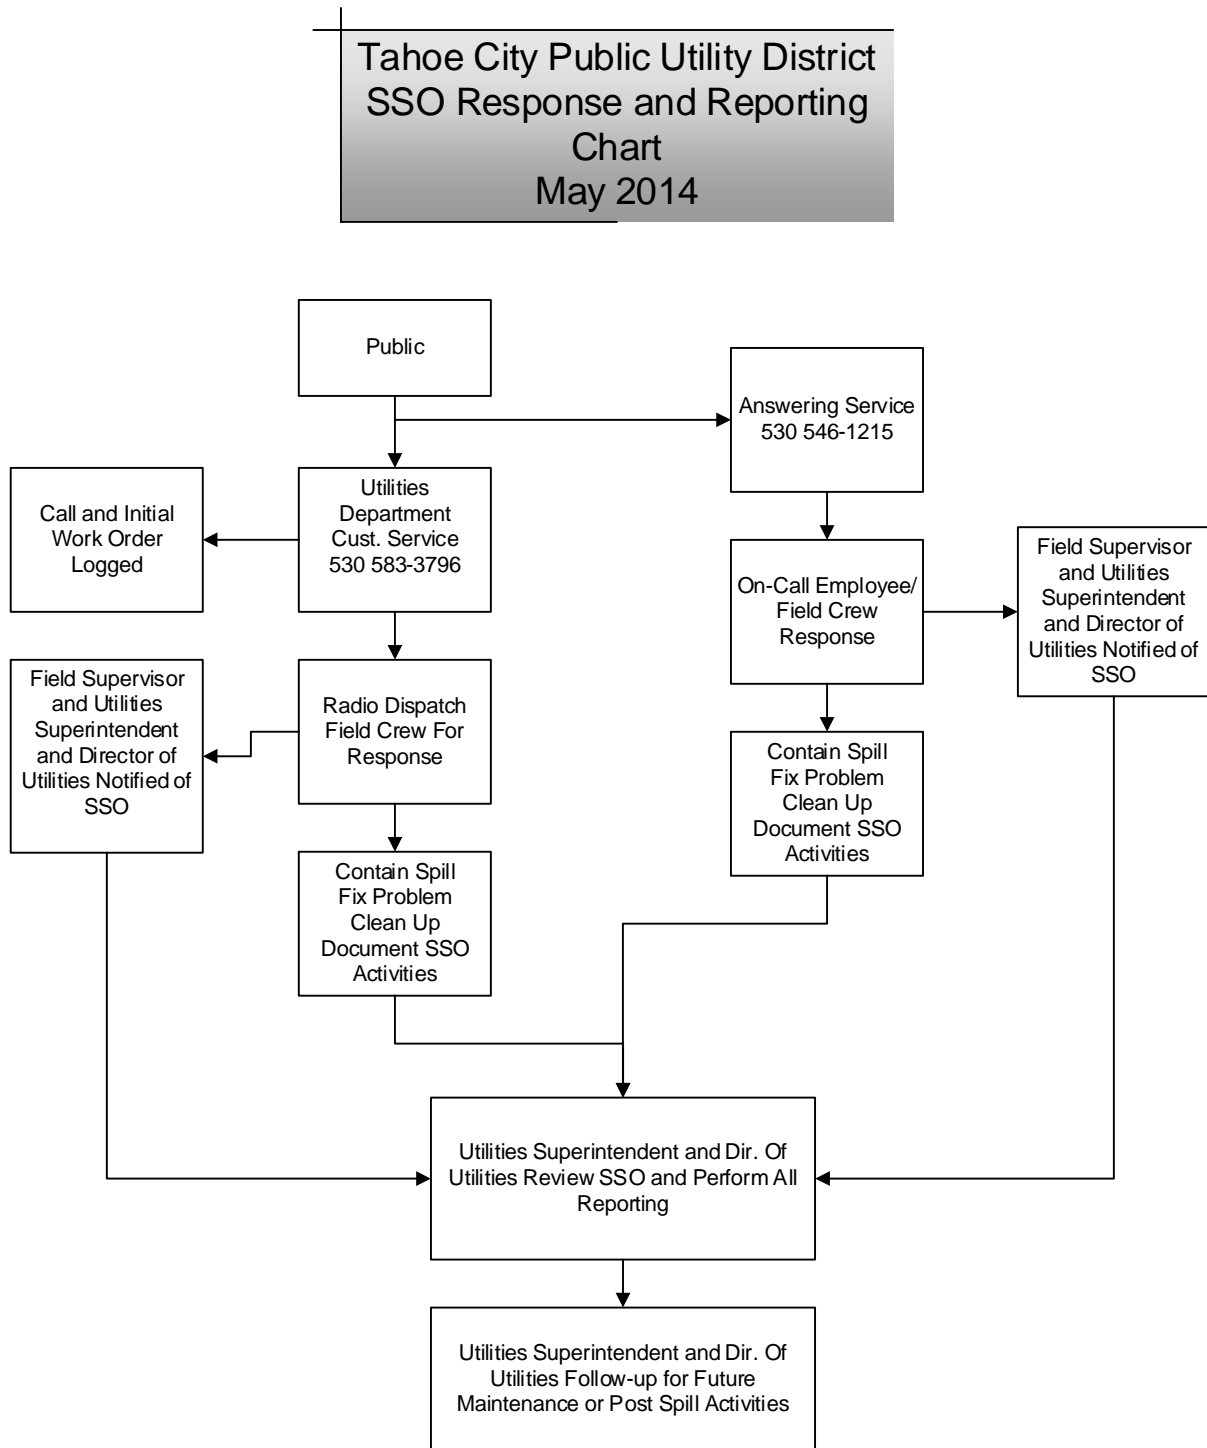 Tahoe City Public Utility District
SSO Response and Reporting
Chart
May 2014
Public
Answering Service
530 546-1215
Call and Initial
Work Order
Logged
Utilities
Department
Cust. Service
530 583-3796
On-Call Employee/
Field Crew
Response
Field Supervisor
and Utilities
Superintendent
and Director of
Utilities Notified of
SSO
Field Supervisor
and Utilities
Superintendent
and Director of
Utilities Notified of
SSO
Radio Dispatch
Field Crew For
Response
Contain Spill
Fix Problem
Clean Up
Document SSO
Activities
Contain Spill
Fix Problem
Clean Up
Document SSO
Activities
Utilities Superintendent and Dir. Of
Utilities Review SSO and Perform All
Reporting
Utilities Superintendent and Dir. Of
Utilities Follow-up for Future
Maintenance or Post Spill Activities